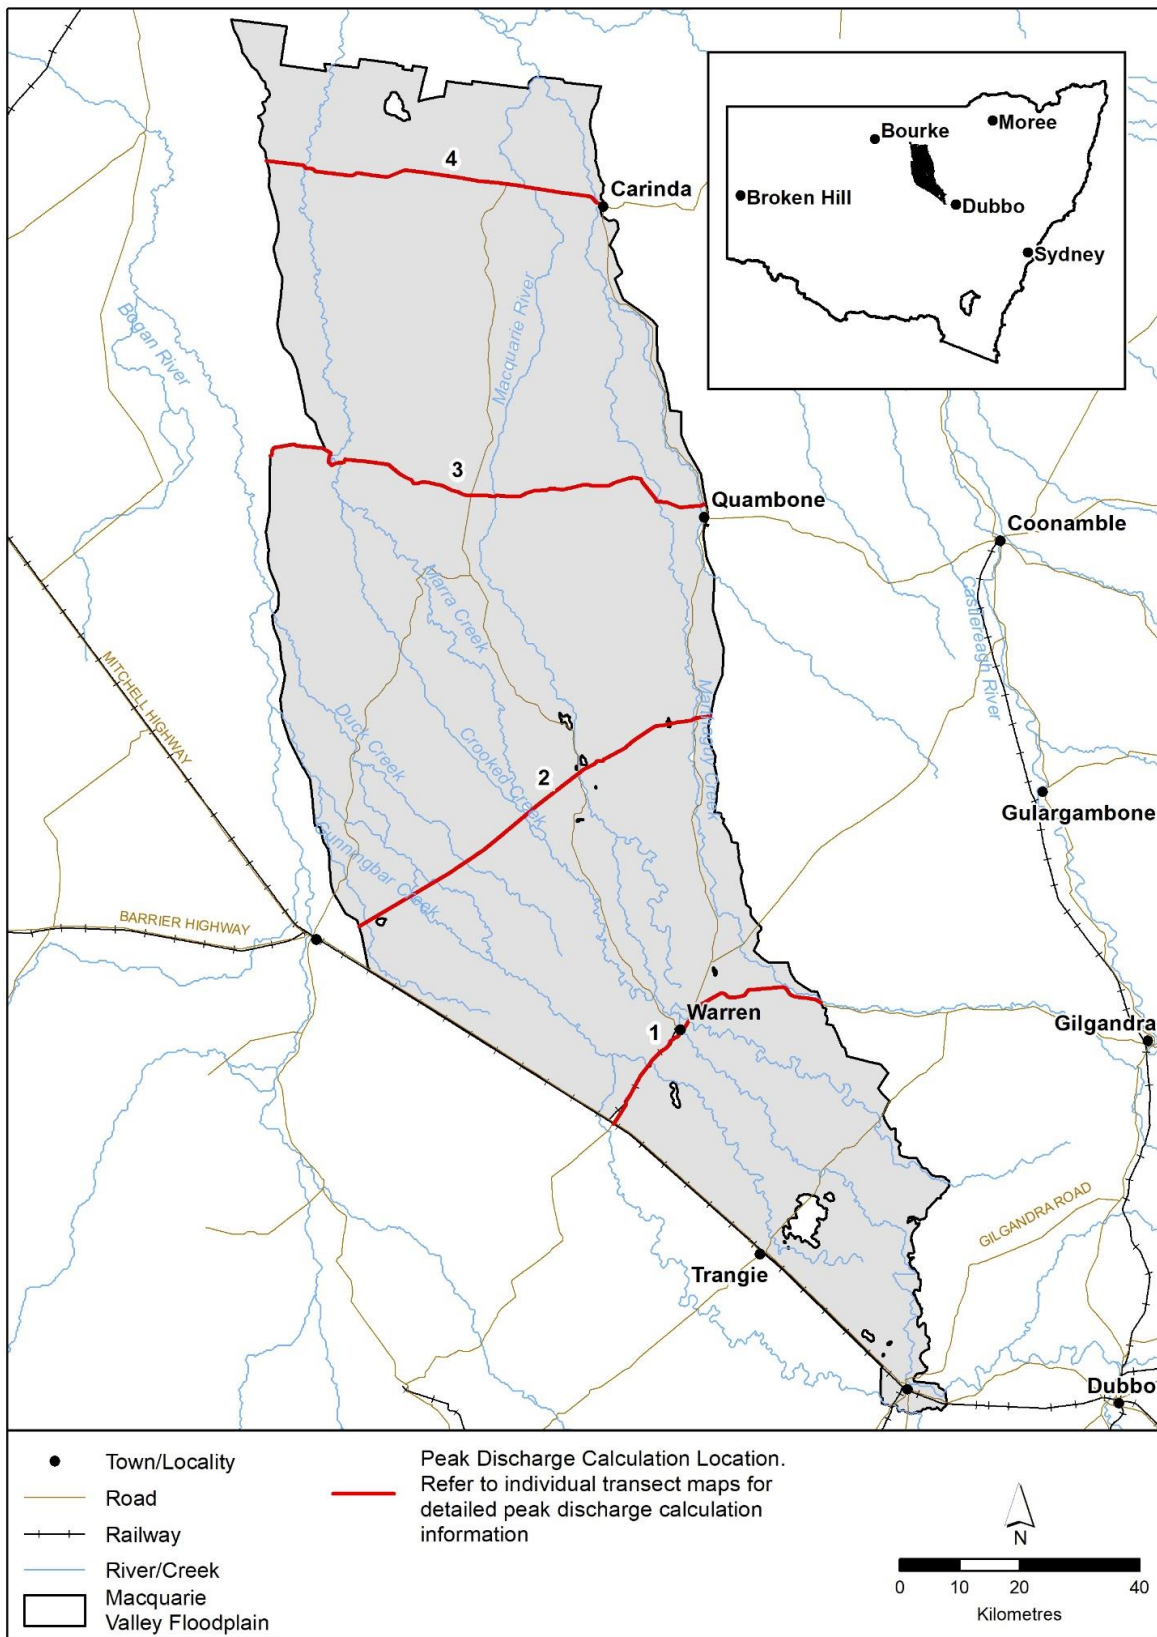 Bourke
Moree
Broken Hill
Dubbo
Sydney
4
Carinda
Macquarie River
Bogan River
3
Quambone
Coonamble
Marra Creek
Castlereagh River
MITCHELL HIGHWAY
Duck Creek
Crooked Creek
Marthaguy Creek
2
Gulargambone
Gunningbar Creek
BARRIER HIGHWAY
Warren
1
Gilgandra
GILGANDRA ROAD
Trangie
Dubbo
Town/Locality
Road
Railway
River/Creek
Macquarie
Valley Floodplain
Peak Discharge Calculation Location.
Refer to individual transect maps for
detailed peak discharge calculation
information
N
0 10 20 40
Kilometres